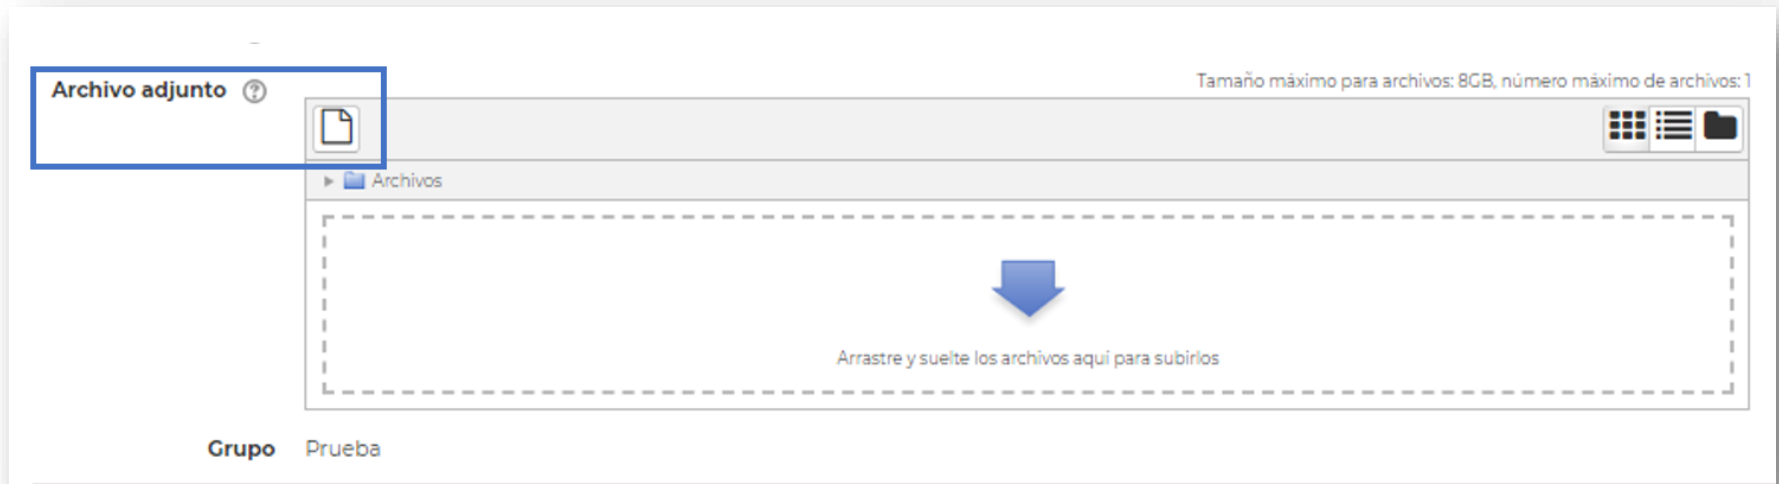 Archivo adjunto
Tamaño máximo para archivos: 8GB, número máximo de archivos: 1
Archivos
Arrastre y suelte los archivos aquí para subirlos
Grupo Prueba